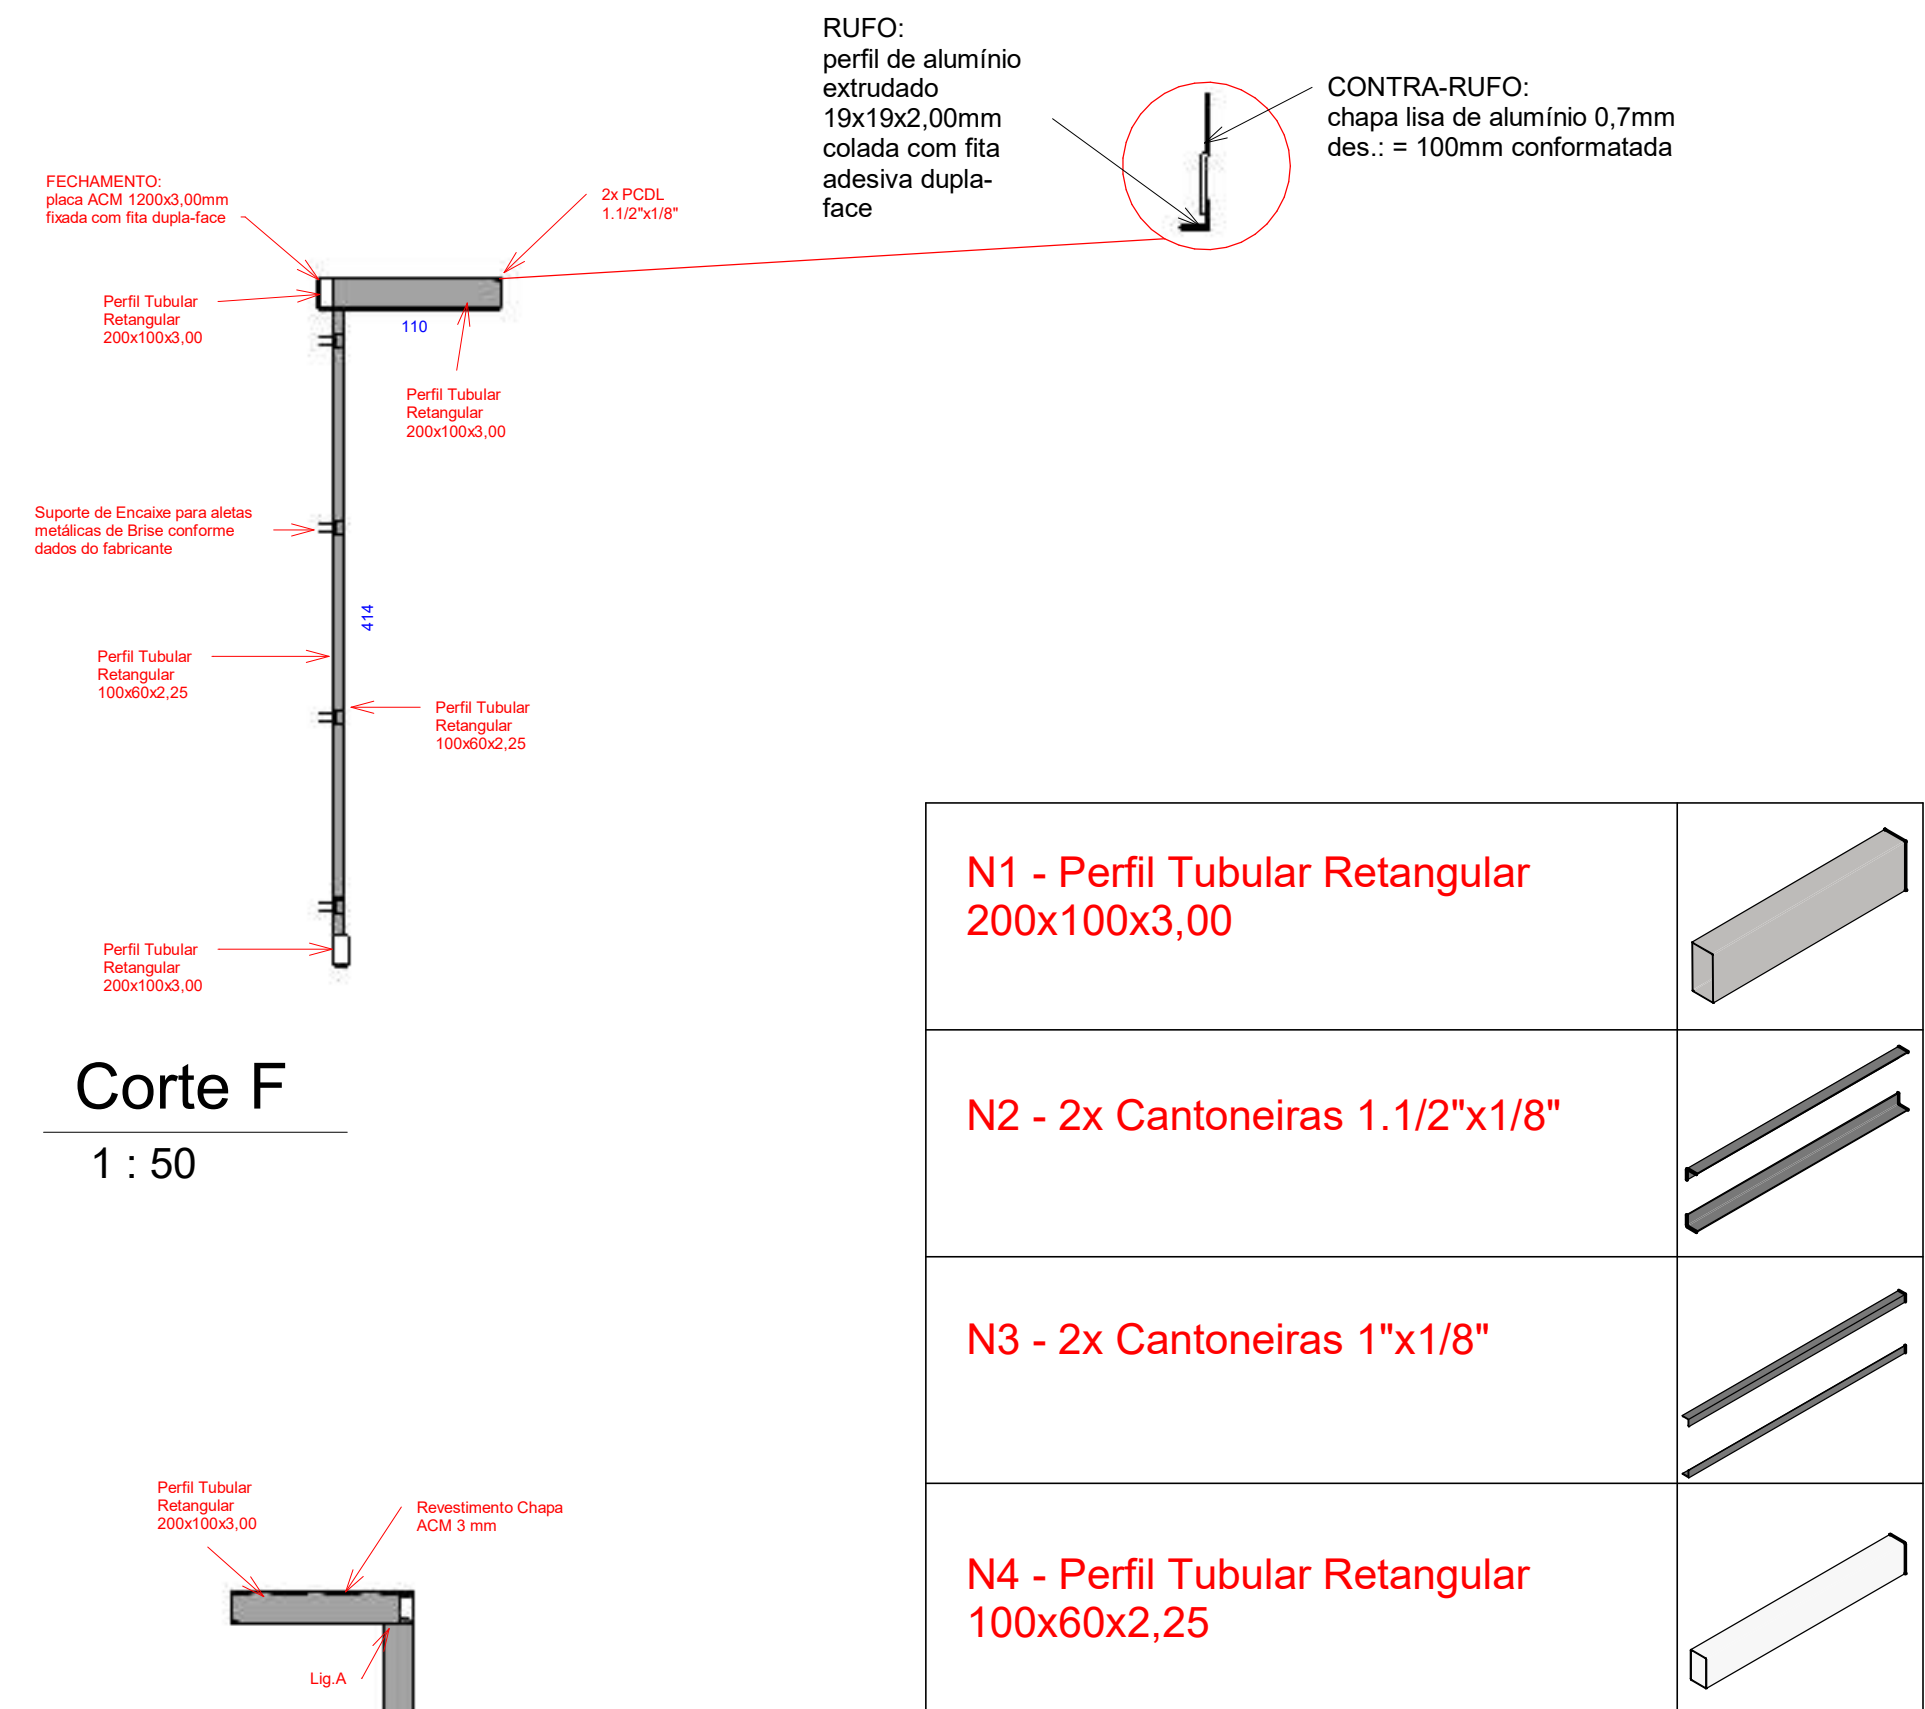 RUFO:
perfil de alumínio
extrudado
19x19x2,00mm
colada com fita
adesiva dupla-
face
CONTRA-RUFO:
chapa lisa de alumínio 0,7mm
des.: = 100mm conformatada
FECHAMENTO:
placa ACM 1200x3,00mm
fixada com fita dupla-face
2x PCDL
1.1/2"x1/8"
Perfil Tubular
Retangular
200x100x3,00
110
Perfil Tubular
Retangular
200x100x3,00
Suporte de Encaixe para aletas
metálicas de Brise conforme
dados do fabricante
414
Perfil Tubular
Retangular
100x60x2,25
Perfil Tubular
Retangular
100x60x2,25
Perfil Tubular
Retangular
200x100x3,00
Corte F
1 : 50
N1 - Perfil Tubular Retangular
200x100x3,00
N2 - 2x Cantoneiras 1.1/2"x1/8"
N3 - 2x Cantoneiras 1"x1/8"
N4 - Perfil Tubular Retangular
100x60x2,25
Perfil Tubular
Retangular
200x100x3,00
Revestimento Chapa
ACM 3 mm
Lig.A